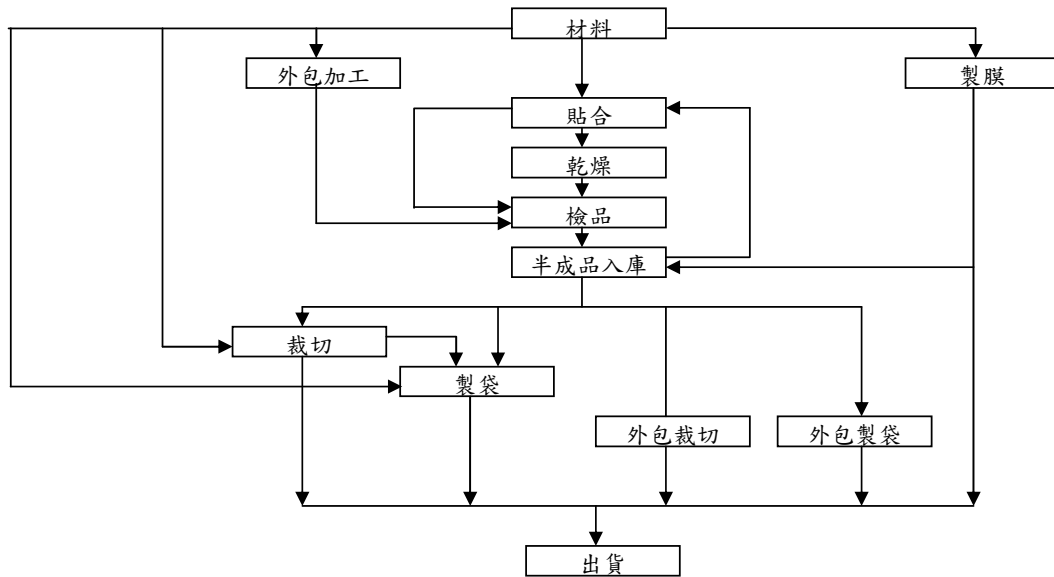 材料
外包加工
製膜
貼合
乾燥
檢品
半成品入庫
裁切
製袋
外包裁切
外包製袋
出貨